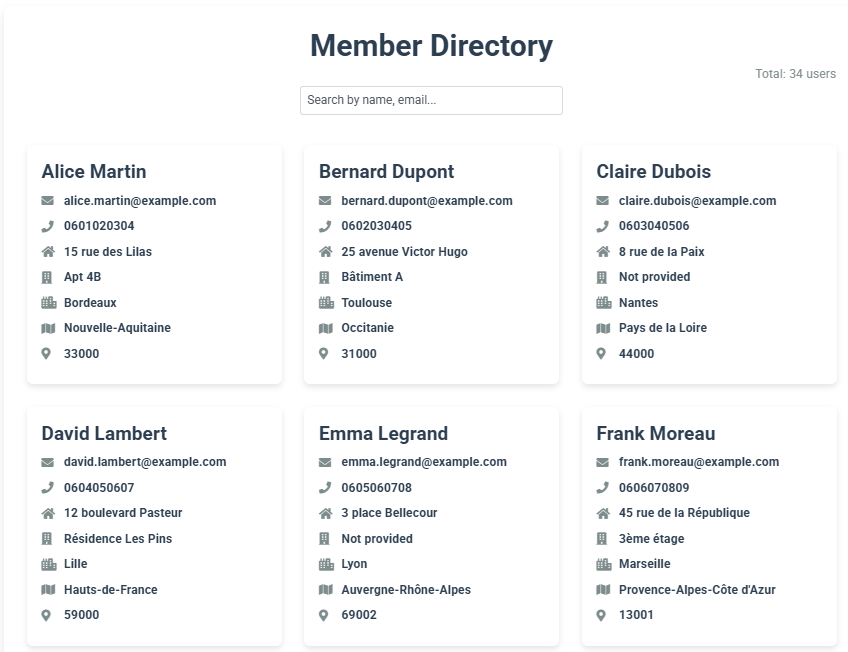 Member Directory
Total: 34 users
Search by name, email...
Alice Martin
alice.martin@example.com
0601020304
15 rue des Lilas
Apt 4B
Bordeaux
Nouvelle-Aquitaine
33000
Bernard Dupont
bernard.dupont@example.com
0602030405
25 avenue Victor Hugo
Bâtiment A
Toulouse
Occitanie
31000
Claire Dubois
claire.dubois@example.com
0603040506
8 rue de la Paix
Not provided
Nantes
Pays de la Loire
44000
David Lambert
david.lambert@example.com
0604050607
12 boulevard Pasteur
Résidence Les Pins
Lille
Hauts-de-France
59000
Emma Legrand
emma.legrand@example.com
0605060708
3 place Bellecour
Not provided
Lyon
Auvergne-Rhône-Alpes
69002
Frank Moreau
frank.moreau@example.com
0606070809
45 rue de la République
3ème étage
Marseille
Provence-Alpes-Côte d'Azur
13001